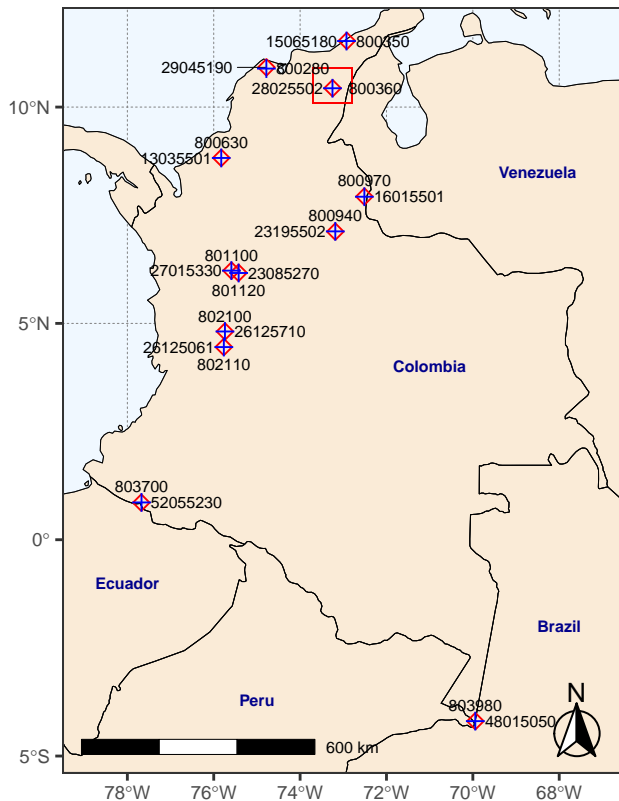 15065180 800350
29045190 800280
28025502 800360
10°N
800630
13035501
Venezuela
800970
16015501
800940
23195502
801100
27015330 23085270
801120
5°N
802100
26125710
26125061
802110
Colombia
803700
52055230
0°
Ecuador
Brazil
Peru
803980
48015050
N
600 km
5°S
78°W 76°W 74°W 72°W 70°W 68°W